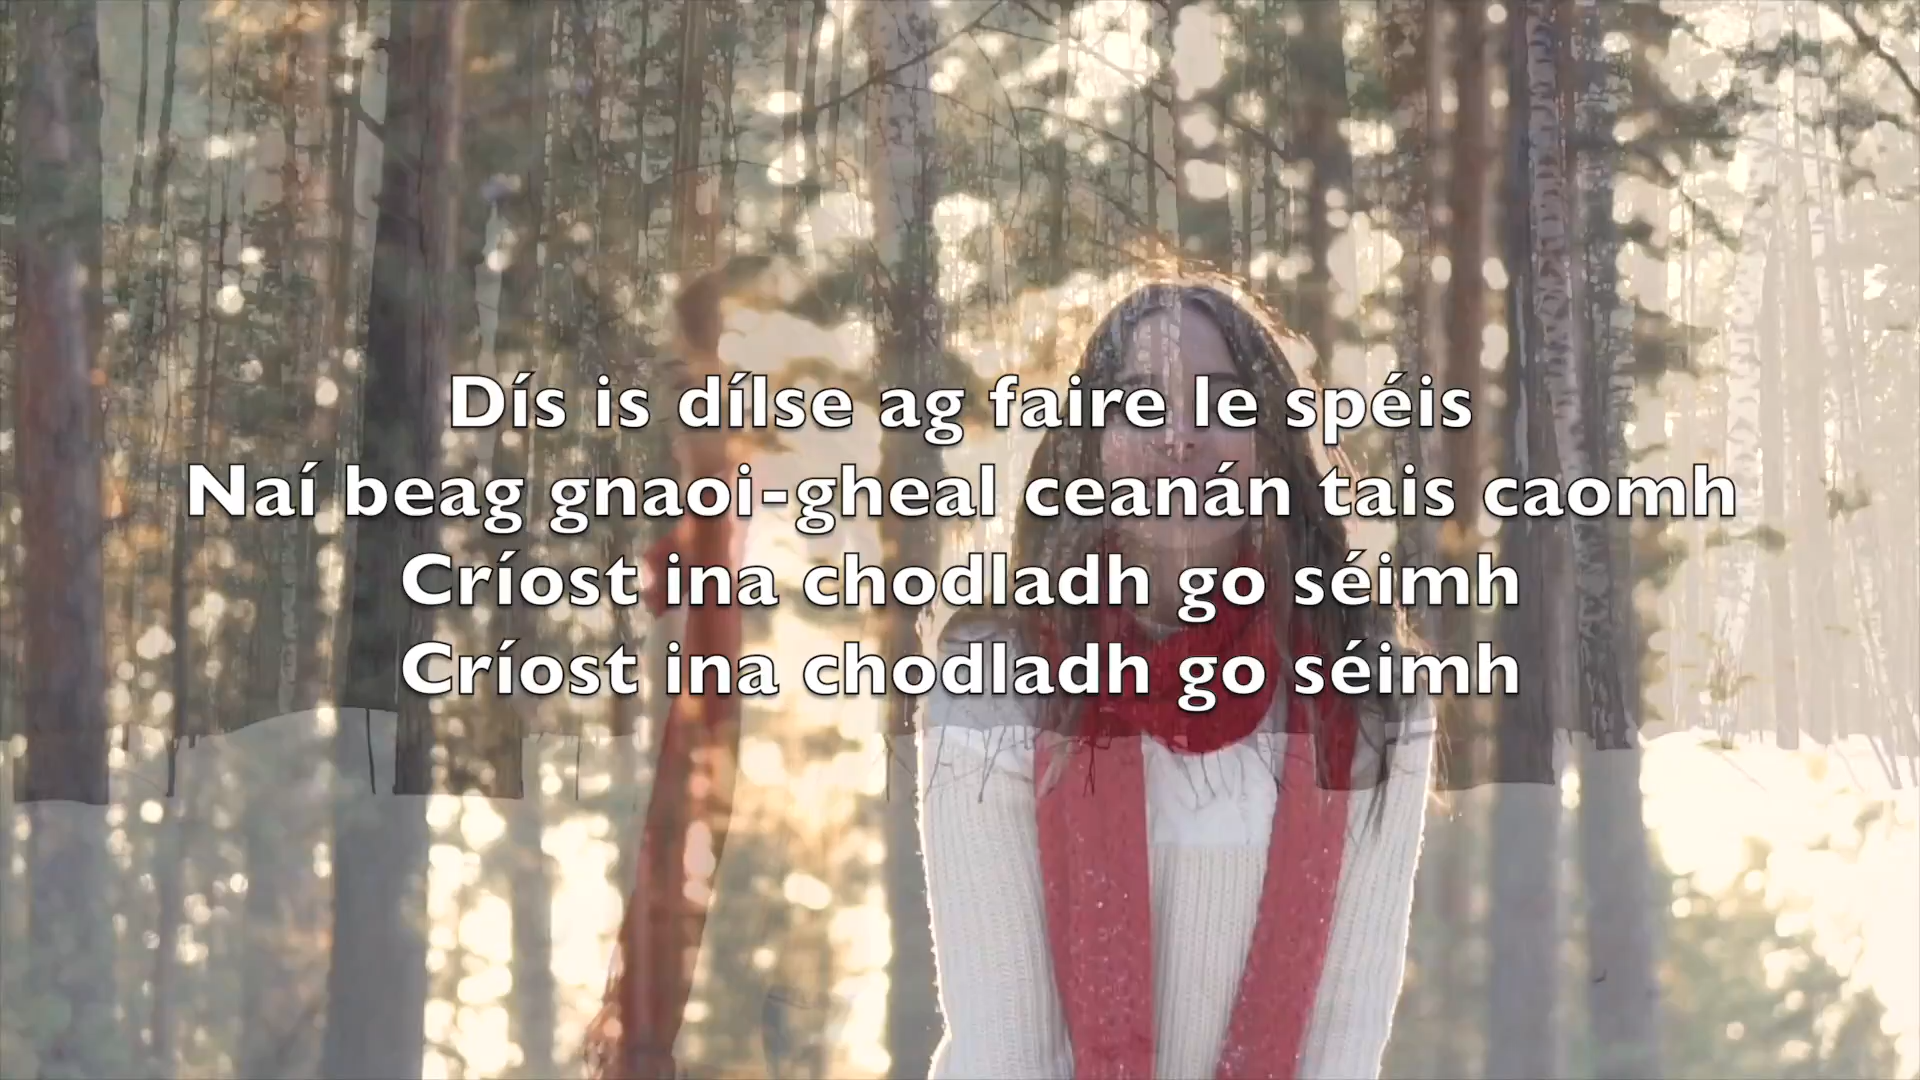 Dís is dílse ag faire le spéis
Naí beag gnaoi-gheal ceanán tais caomh
Críost ina chodladh go séimh
Críost ina chodladh go séimh